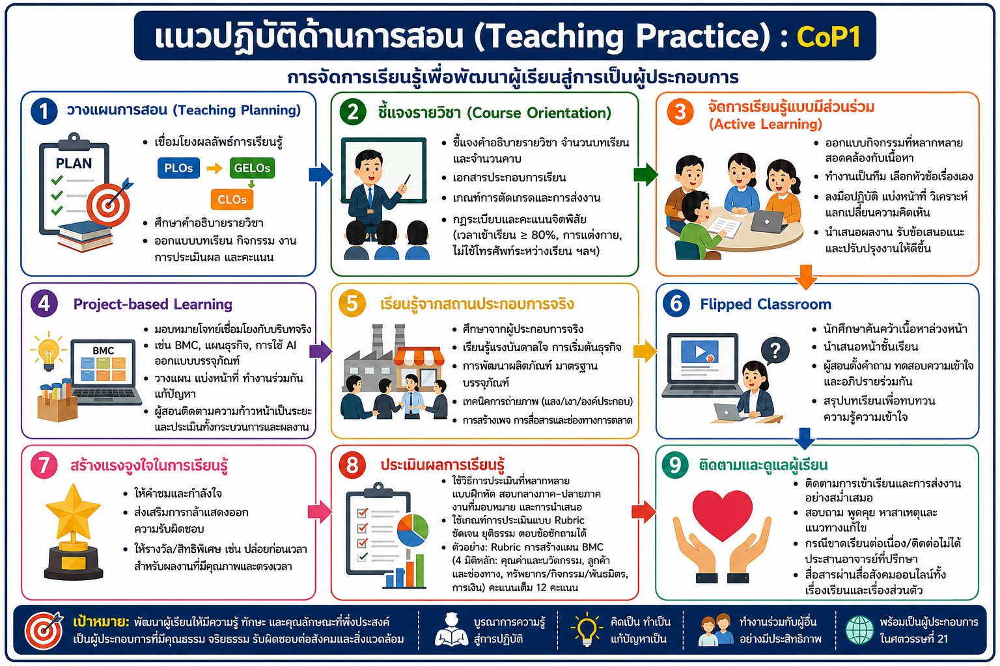 แนวปฏิบัติด้านการสอน (Teaching Practice) : CoP1
การจัดการเรียนรู้เพื่อพัฒนาผู้เรียนสู่การเป็นผู้ประกอบการ
1 วางแผนการสอน (Teaching Planning)
PLAN
• เชื่อมโยงผลลัพธ์การเรียนรู้
PLOs
GELOs
CLOs
• ศึกษาคำอธิบายรายวิชา
• ออกแบบบทเรียน กิจกรรม งาน
การประเมินผล และคะแนน
2 ชี้แจงรายวิชา (Course Orientation)
• ชี้แจงคำอธิบายรายวิชา จำนวนบทเรียน
และจำนวนคาบ
• เอกสารประกอบการเรียน
• เกณฑ์การตัดเกรดและการส่งงาน
• กฎระเบียบและคะแนนจิตพิสัย
(เวลาเข้าเรียน ≥ 80%, การแต่งกาย,
ไม่ใช้โทรศัพท์ระหว่างเรียน ฯลฯ)
3 จัดการเรียนรู้แบบมีส่วนร่วม
(Active Learning)
• ออกแบบกิจกรรมที่หลากหลาย
สอดคล้องกับเนื้อหา
• ทำงานเป็นทีม เลือกหัวข้อเรื่องเอง
• ลงมือปฏิบัติ แบ่งหน้าที่ วิเคราะห์
แลกเปลี่ยนความคิดเห็น
• นำเสนอผลงาน รับข้อเสนอแนะ
และปรับปรุงงานให้ดีขึ้น
4 Project-based Learning
BMC
• มอบหมายโจทย์เชื่อมโยงกับบริบทจริง
• เช่น BMC, แผนธุรกิจ, การใช้ AI
ออกแบบบรรจุภัณฑ์
• วางแผน แบ่งหน้าที่ ทำงานร่วมกัน
แก้ปัญหา
• ผู้สอนติดตามความก้าวหน้าเป็นระยะ
และประเมินทั้งกระบวนการและผลงาน
5 เรียนรู้จากสถานประกอบการจริง
• ศึกษาจากผู้ประกอบการจริง
• เรียนรู้แรงบันดาลใจ การเริ่มต้นธุรกิจ
• การพัฒนาผลิตภัณฑ์ มาตรฐาน
บรรจุภัณฑ์
• เทคนิคการถ่ายภาพ (แสง/เงา/องค์ประกอบ)
• การสร้างเพจ การสื่อสารและช่องทางการตลาด
6 Flipped Classroom
?
• นักศึกษาค้นคว้าเนื้อหาล่วงหน้า
• นำเสนอหน้าชั้นเรียน
• ผู้สอนตั้งคำถาม ทดสอบความเข้าใจ
และอภิปรายร่วมกัน
• สรุปบทเรียนเพื่อทบทวน
ความรู้ความเข้าใจ
7 สร้างแรงจูงใจในการเรียนรู้
• ให้คำชมและกำลังใจ
• ส่งเสริมการกล้าแสดงออก
ความรับผิดชอบ
• ให้รางวัล/สิทธิพิเศษ เช่น ปล่อยก่อนเวลา
สำหรับผลงานที่มีคุณภาพและตรงเวลา
8 ประเมินผลการเรียนรู้
• ใช้วิธีการประเมินที่หลากหลาย
แบบฝึกหัด สอบกลางภาค-ปลายภาค
งานที่มอบหมาย และการนำเสนอ
• ใช้เกณฑ์การประเมินแบบ Rubric
ชัดเจน ยุติธรรม ตอบข้อซักถามได้
• ตัวอย่าง: Rubric การสร้างแผน BMC
(4 มิติหลัก: คุณค่าและนวัตกรรม, ลูกค้า
และช่องทาง, ทรัพยากร/กิจกรรม/พันธมิตร,
การเงิน) คะแนนเต็ม 12 คะแนน
9 ติดตามและดูแลผู้เรียน
• ติดตามการเข้าเรียนและการส่งงาน
อย่างสม่ำเสมอ
• สอบถาม พูดคุย หาสาเหตุและ
แนวทางแก้ไข
• กรณีขาดเรียนต่อเนื่อง/ติดต่อไม่ได้
ประสานอาจารย์ที่ปรึกษา
• สื่อสารผ่านสื่อสังคมออนไลน์ทั้ง
เรื่องเรียนและเรื่องส่วนตัว
เป้าหมาย: พัฒนาผู้เรียนให้มีความรู้ ทักษะ และคุณลักษณะที่พึงประสงค์
เป็นผู้ประกอบการที่มีคุณธรรม จริยธรรม รับผิดชอบต่อสังคมและสิ่งแวดล้อม
บูรณาการความรู้
สู่การปฏิบัติ
คิดเป็น ทำเป็น
แก้ปัญหาเป็น
ทำงานร่วมกับผู้อื่น
อย่างมีประสิทธิภาพ
พร้อมเป็นผู้ประกอบการ
ในศตวรรษที่ 21